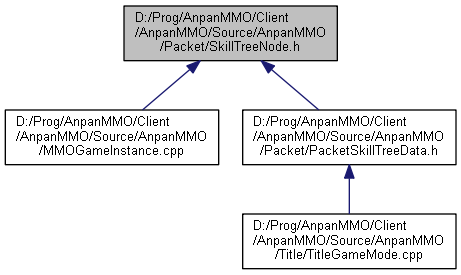 D:/Prog/AnpanMMO/Client
/AnpanMMO/Source/AnpanMMO
/Packet/SkillTreeNode.h
D:/Prog/AnpanMMO/Client
/AnpanMMO/Source/AnpanMMO
/MMOGameInstance.cpp
D:/Prog/AnpanMMO/Client
/AnpanMMO/Source/AnpanMMO
/Packet/PacketSkillTreeData.h
D:/Prog/AnpanMMO/Client
/AnpanMMO/Source/AnpanMMO
/Title/TitleGameMode.cpp